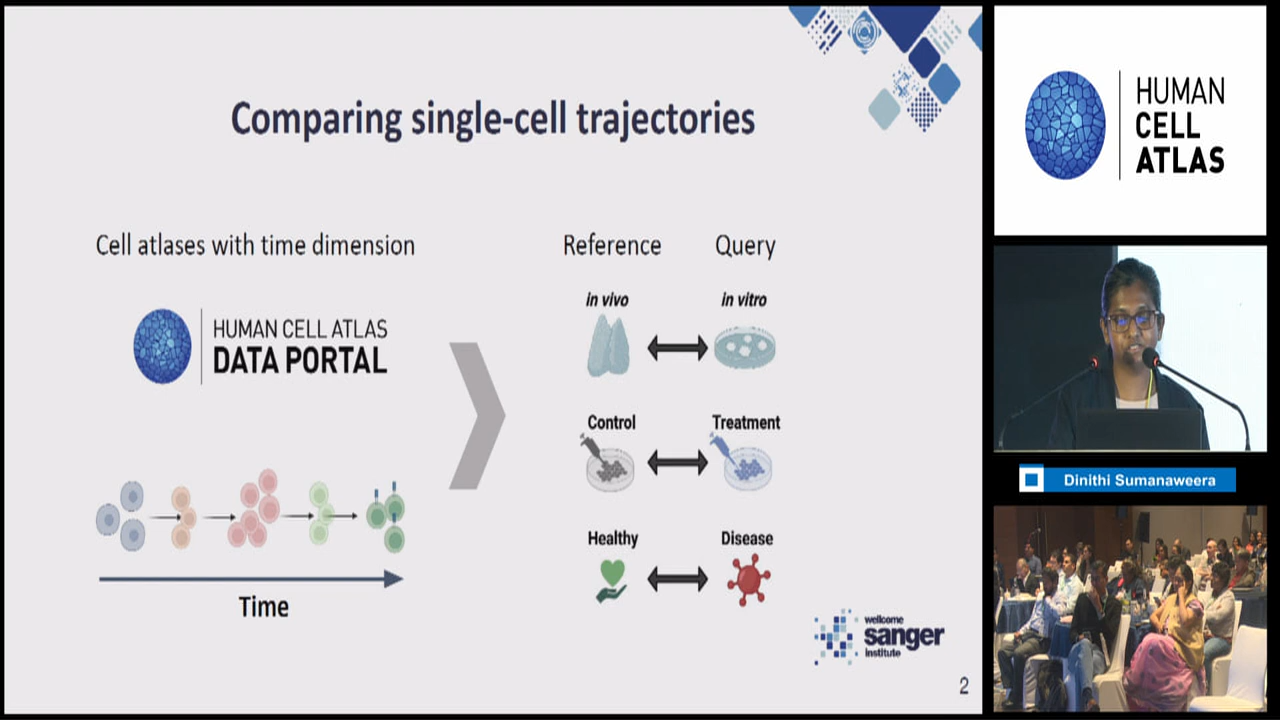 Comparing single-cell trajectories
Cell atlases with time dimension
HUMAN CELL ATLAS
DATA PORTAL
Time
Reference
Query
in vivo
in vitro
Control
Treatment
Healthy
Disease
wellcome
sanger
institute
2
HUMAN
CELL
ATLAS
Dinithi Sumanaweera